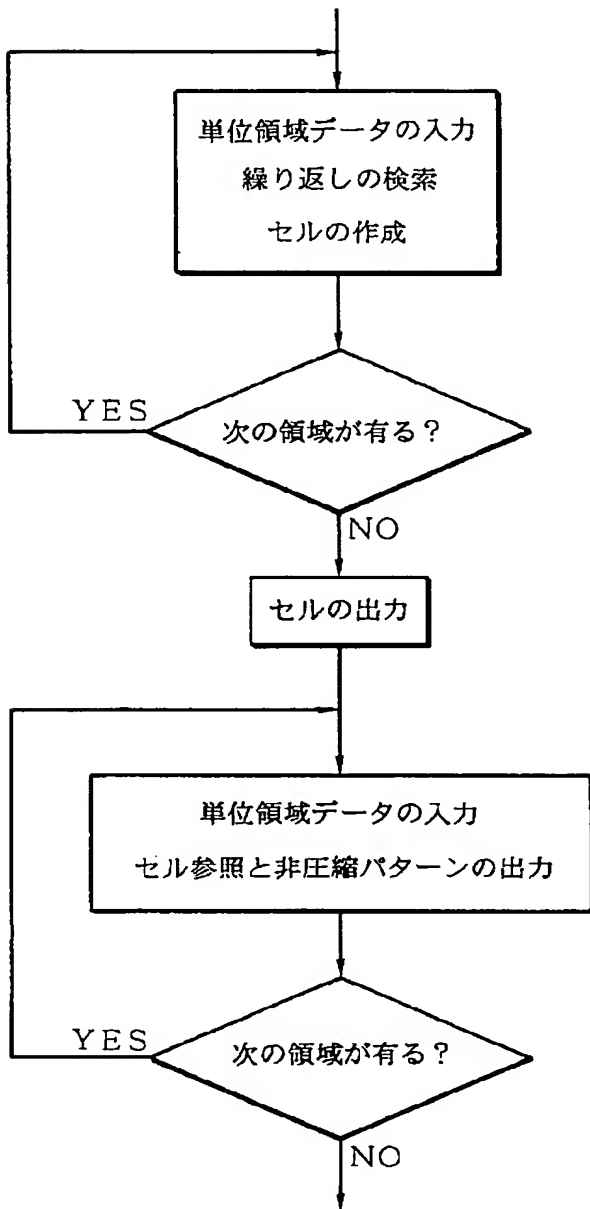 単位領域データの入力
繰り返しの検索
セルの作成
次の領域が有る？
YES
NO
セルの出力
単位領域データの入力
セル参照と非圧縮パターンの出力
次の領域が有る？
YES
NO